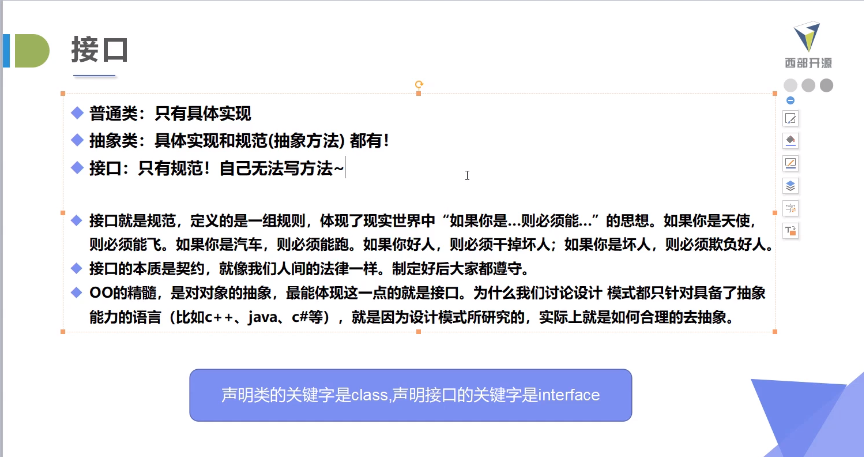 接口
西部开源
普通类：只有具体实现
抽象类：具体实现和规范(抽象方法) 都有！
接口：只有规范！自己无法写方法~
接口就是规范，定义的是一组规则，体现了现实世界中“如果你是...则必须能...”的思想。如果你是天使，
则必须能飞。如果你是汽车，则必须能跑。如果你好人，则必须干掉坏人；如果你是坏人，则必须欺负好人。
接口的本质是契约，就像我们人间的法律一样。制定好后大家都遵守。
OO的精髓，是对对象的抽象，最能体现这一点的就是接口。为什么我们讨论设计 模式都只针对具备了抽象
能力的语言（比如c++、java、c#等），就是因为设计模式所研究的，实际上就是如何合理的去抽象。
声明类的关键字是class,声明接口的关键字是interface